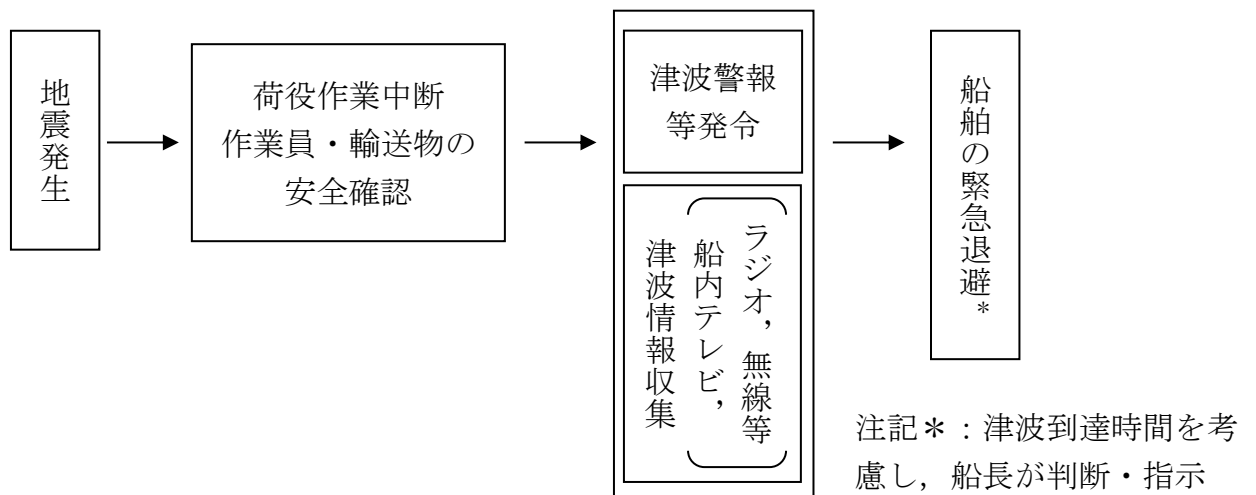 地震発生
荷役作業中断
作業員・輸送物の
安全確認
津波警報
等発令
津波情報収集
船内テレビ,
ラジオ,無線等
船舶の緊急退避*
注記*:津波到達時間を考
慮し,船長が判断・指示